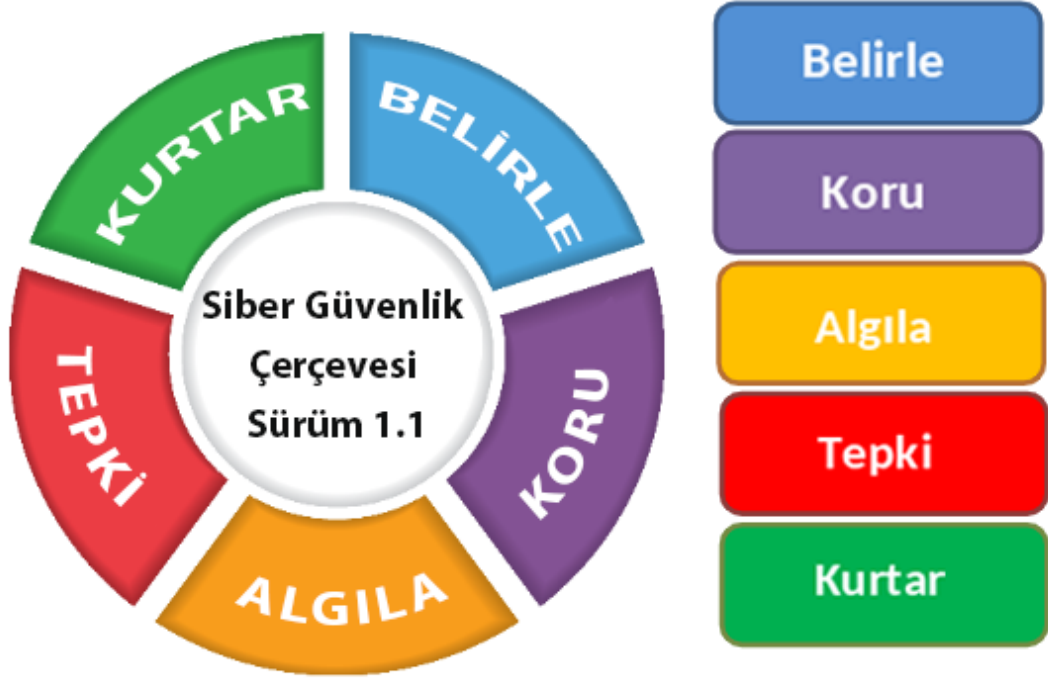 KURTAR
BELİRLE
KORU
ALGILA
TEPKİ
Siber Güvenlik
Çerçevesi
Sürüm 1.1
Belirle
Koru
Algıla
Tepki
Kurtar